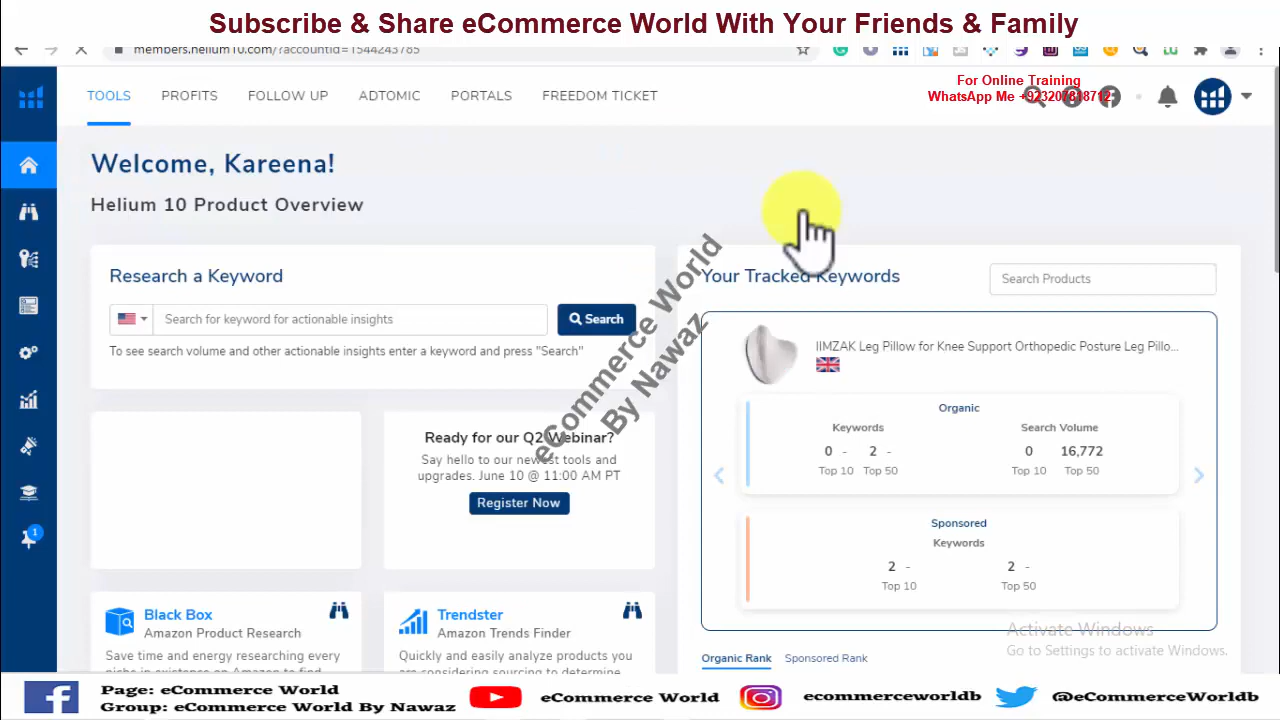 Subscribe & Share eCommerce World With Your Friends & Family
members.helium10.com/?accountId=1544243785
TOOLS PROFITS FOLLOW UP ADTOMIC PORTALS FREEDOM TICKET
For Online Training
WhatsApp Me
Welcome, Kareena!
Helium 10 Product Overview
Research a Keyword
Search for keyword for actionable insights
Search
To see search volume and other actionable insights enter a keyword and press "Search"
Ready for our Q2 Webinar?
Say hello to our newest tools and
upgrades. June 10 @ 11:00 AM PT
Register Now
Black Box
Amazon Product Research
Save time and energy researching every
niche in existence on Amazon to find
Trendster
Amazon Trends Finder
Quickly and easily analyze products you
are considering sourcing to determine
Your Tracked Keywords
Search Products
IIMZAK Leg Pillow for Knee Support Orthopedic Posture Leg Pillo...
Organic
Keywords Search Volume
0 - 2 - 0 16,772
Top 10 Top 50 Top 10 Top 50
Sponsored
Keywords
2 - 2 -
Top 10 Top 50
Organic Rank Sponsored Rank
1
eCommerce World
By Nawaz
Activate Windows
Go to Settings to activate Windows.
Page: eCommerce World
Group: eCommerce World By Nawaz
eCommerce World
ecommerceworldb
@eCommerceWorldb